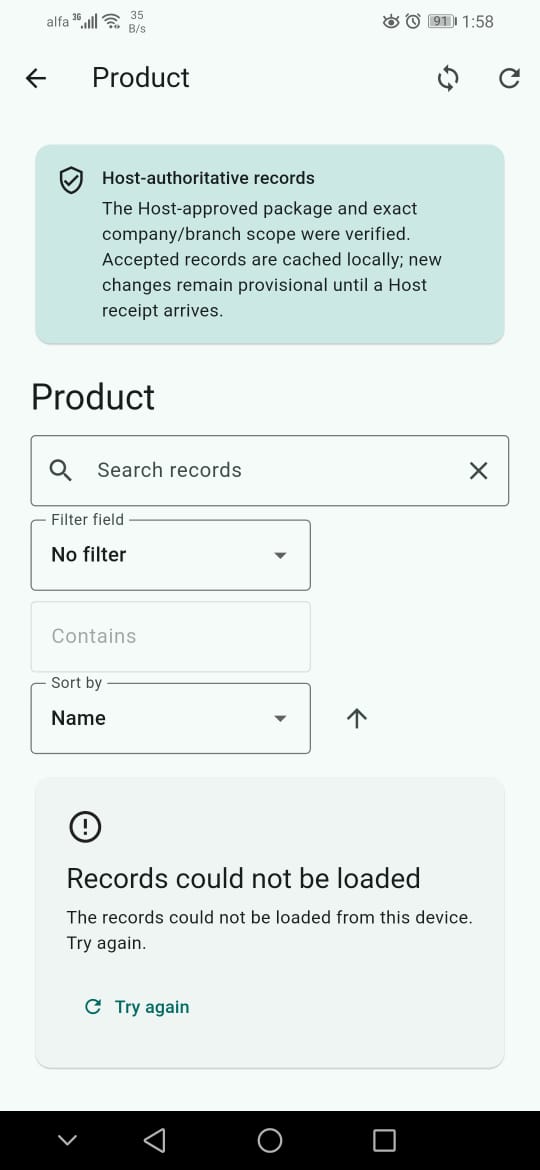 alfa 3G 35 B/s 91 1:58
Product
Host-authoritative records
The Host-approved package and exact
company/branch scope were verified.
Accepted records are cached locally; new
changes remain provisional until a Host
receipt arrives.
Product
Search records
Filter field
No filter
Contains
Sort by
Name
Records could not be loaded
The records could not be loaded from this device.
Try again.
Try again